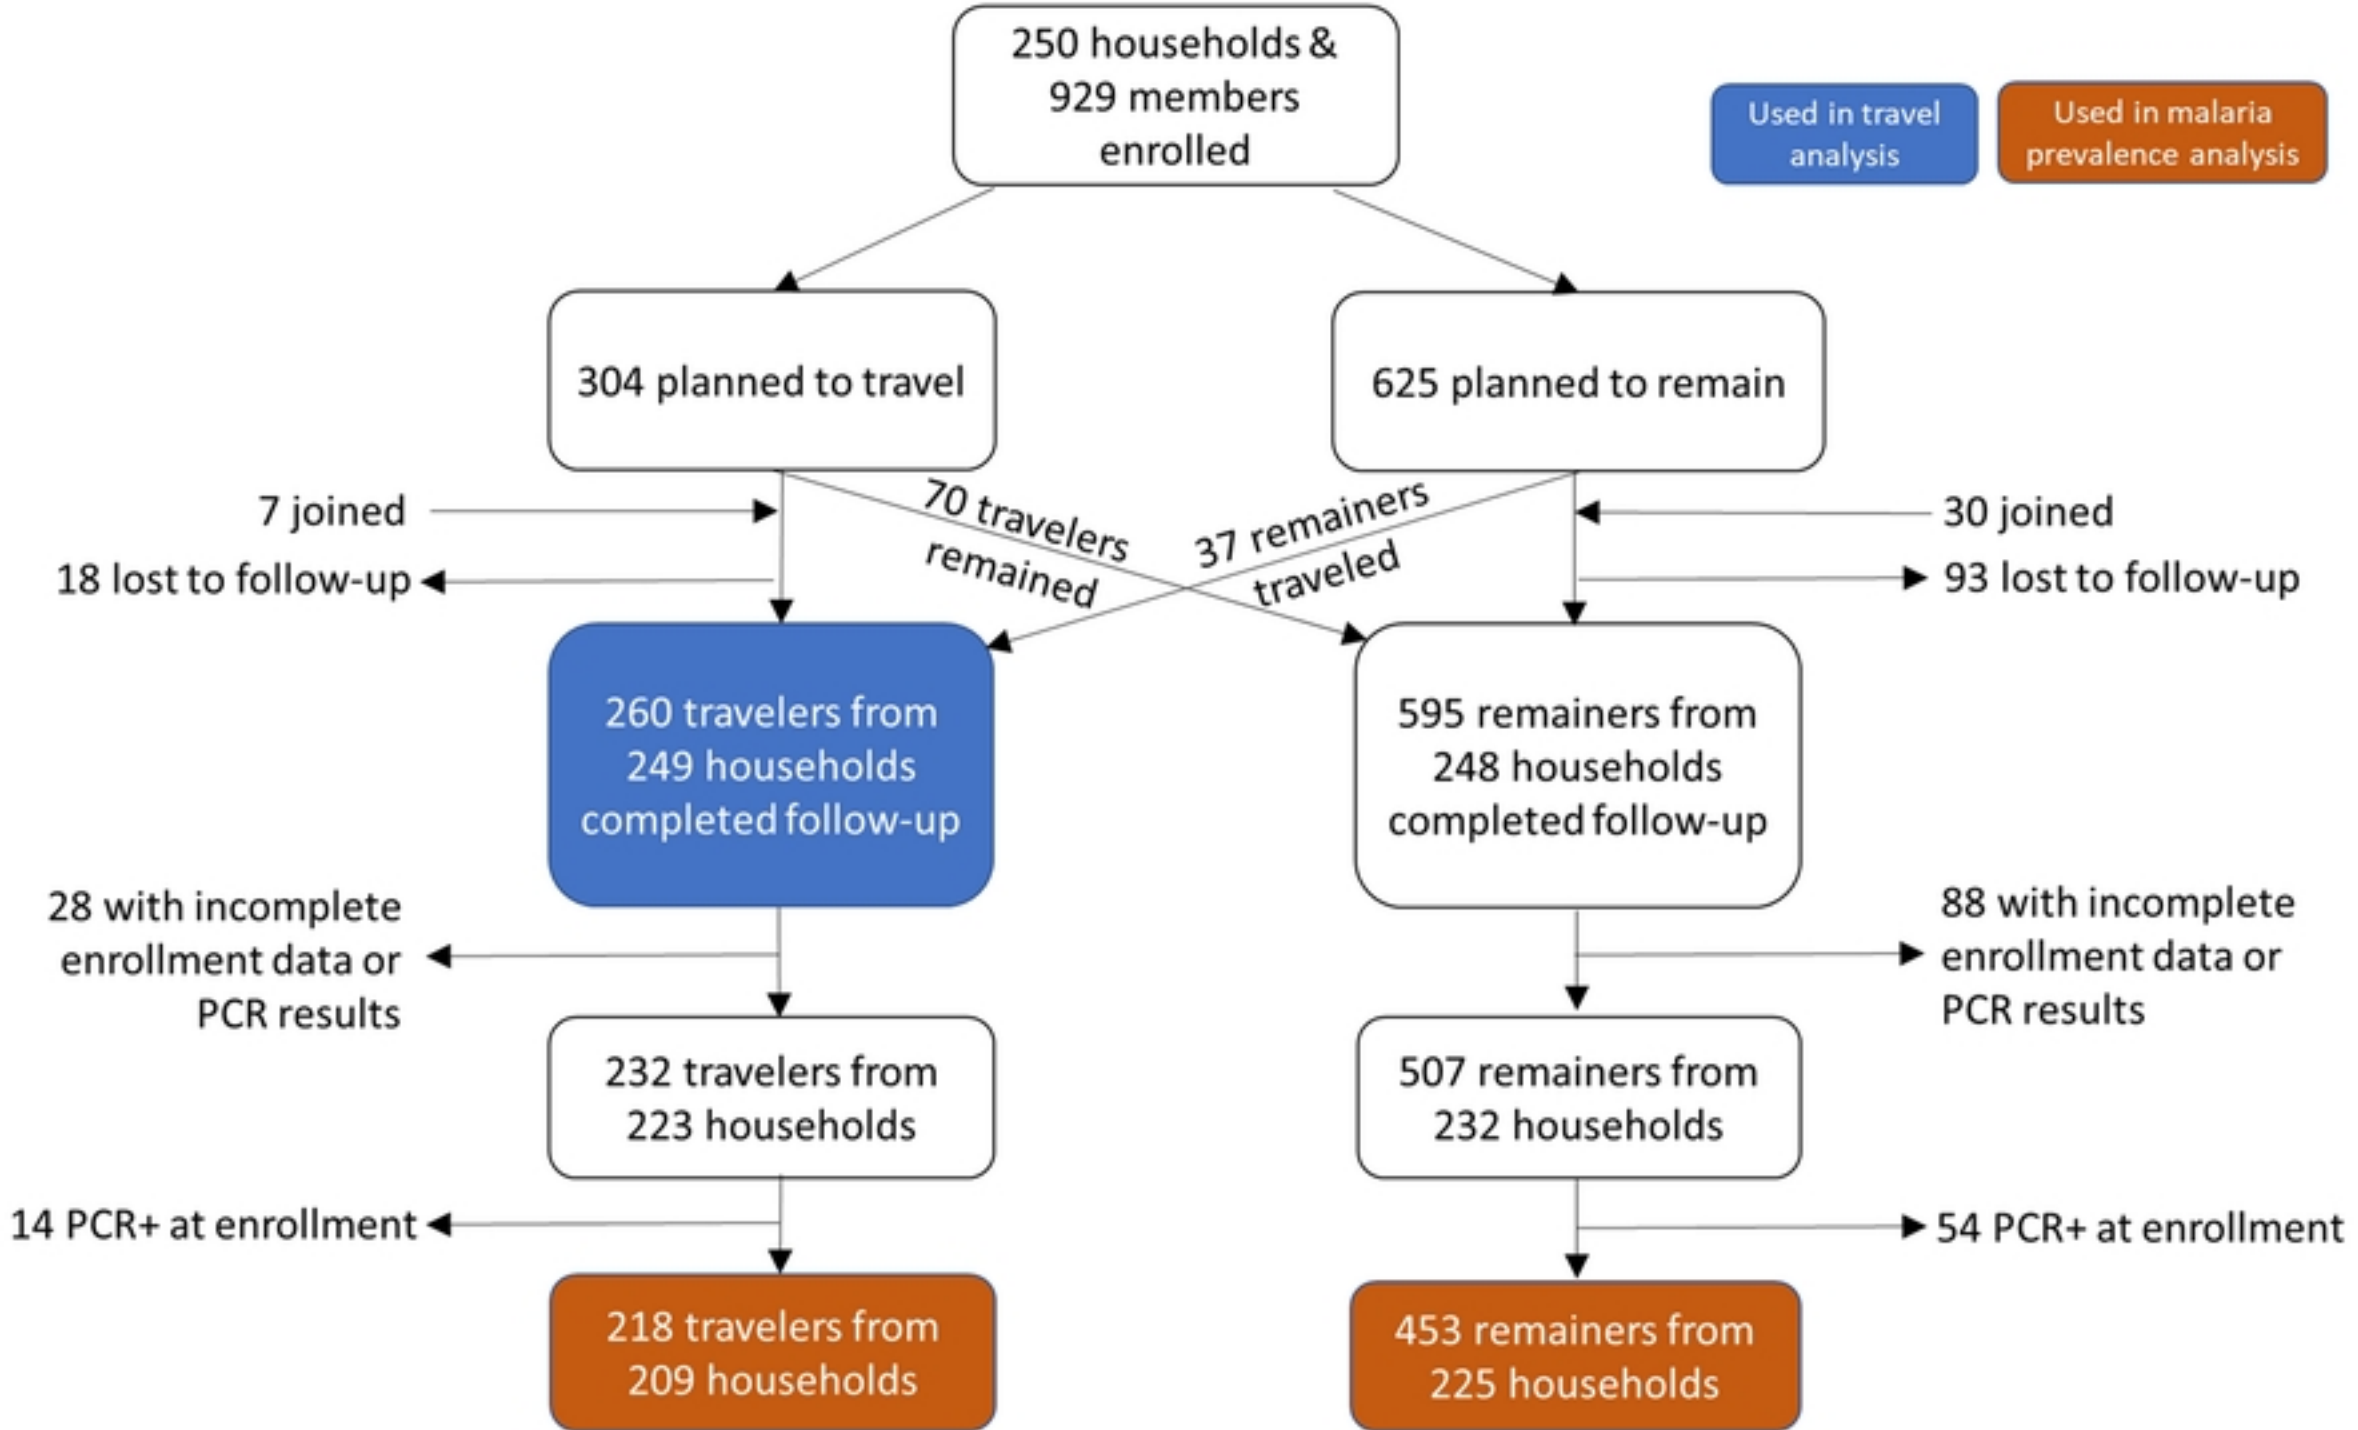 250 households &
929 members
enrolled
Used in travel
analysis
Used in malaria
prevalence analysis
304 planned to travel
625 planned to remain
7 joined
18 lost to follow-up
70 travelers
remained
37 remainers
traveled
30 joined
93 lost to follow-up
260 travelers from
249 households
completed follow-up
595 remainers from
248 households
completed follow-up
28 with incomplete
enrollment data or
PCR results
88 with incomplete
enrollment data or
PCR results
232 travelers from
223 households
507 remainers from
232 households
14 PCR+ at enrollment
54 PCR+ at enrollment
218 travelers from
209 households
453 remainers from
225 households